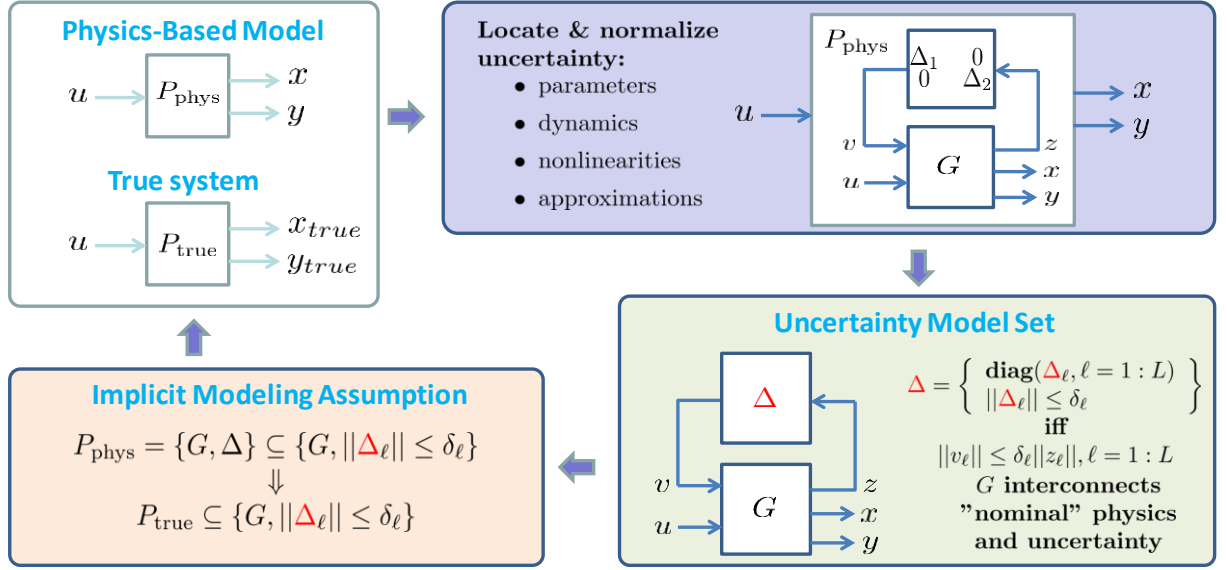 Physics-Based Model
u
P_phys
x
y
True system
u
P_true
x_true
y_true
Locate & normalize
uncertainty:
• parameters
• dynamics
• nonlinearities
• approximations
u
P_phys
Δ₁ 0
0 Δ₂
v
z
u
G
x
y
x
y
Uncertainty Model Set
Δ
v
z
u
G
x
y
Δ = { diag(Δ_ℓ, ℓ = 1 : L)
||Δ_ℓ|| ≤ δ_ℓ }
iff
||v_ℓ|| ≤ δ_ℓ||z_ℓ||, ℓ = 1 : L
G interconnects
”nominal” physics
and uncertainty
Implicit Modeling Assumption
P_phys = {G, Δ} ⊆ {G, ||Δ_ℓ|| ≤ δ_ℓ}
⇓
P_true ⊆ {G, ||Δ_ℓ|| ≤ δ_ℓ}